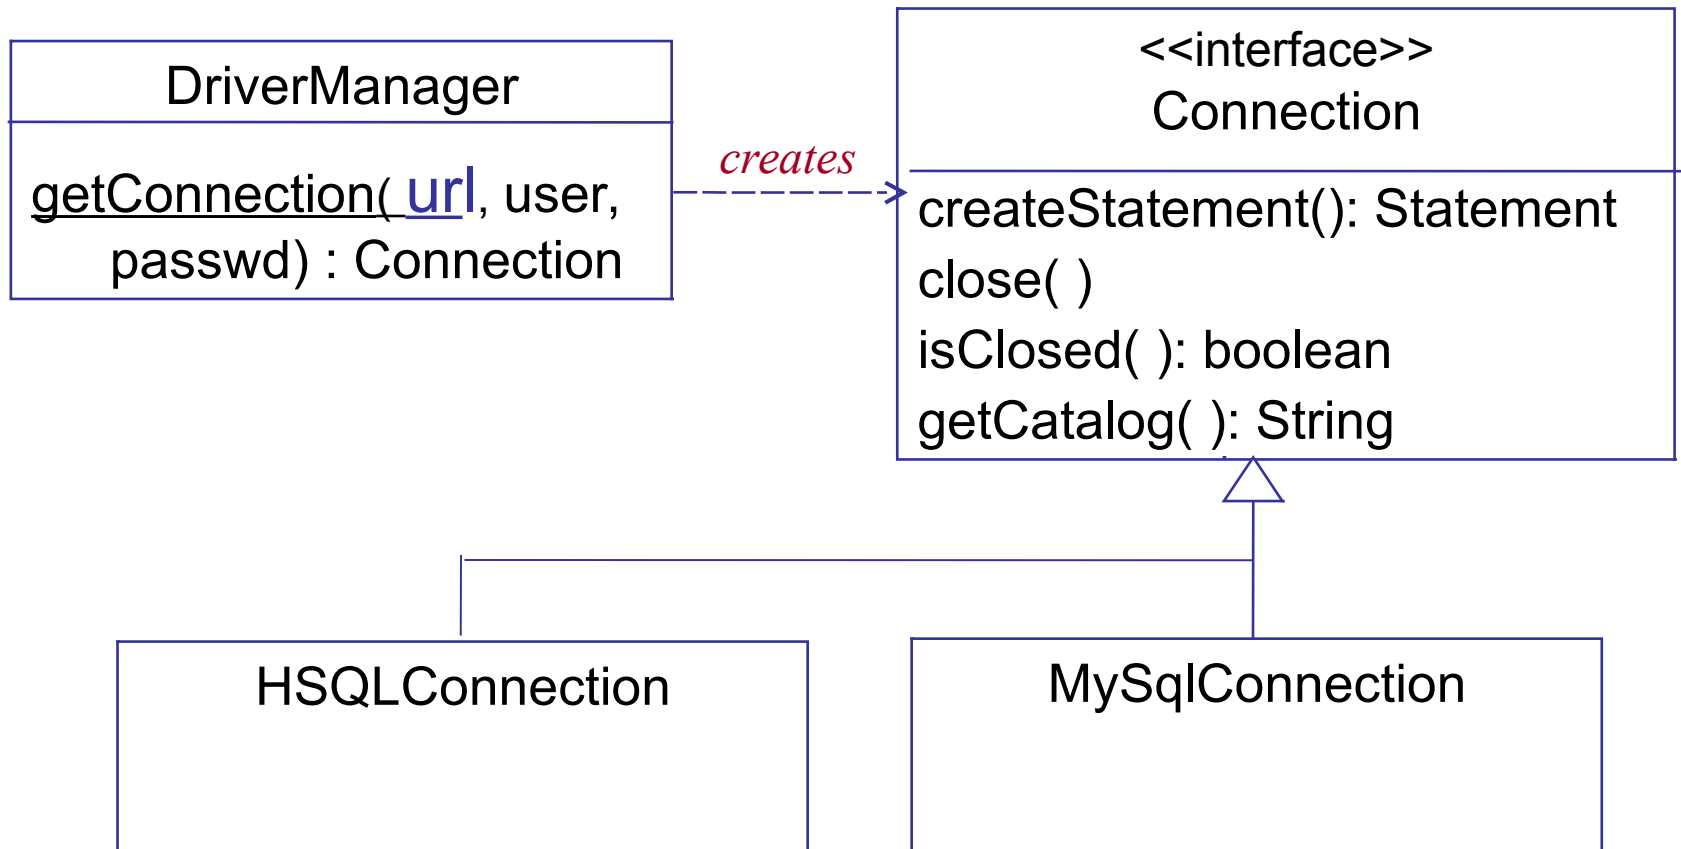 DriverManager
getConnection( url, user,
passwd) : Connection
creates
<<interface>>
Connection
createStatement(): Statement
close( )
isClosed( ): boolean
getCatalog( ): String
HSQLConnection
MySqlConnection